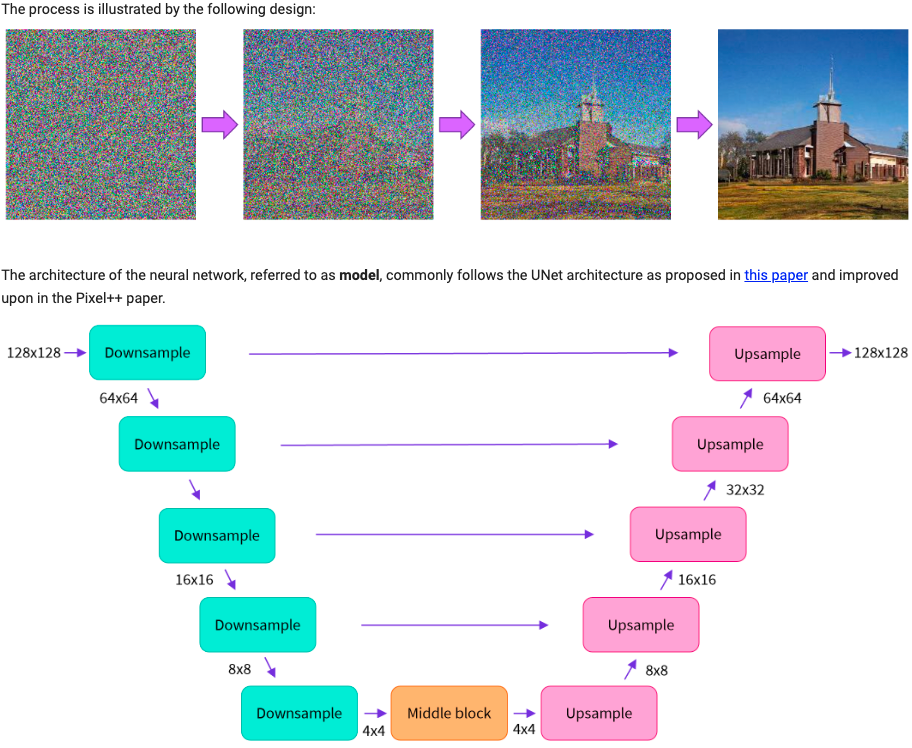 The process is illustrated by the following design:
The architecture of the neural network, referred to as model, commonly follows the UNet architecture as proposed in this paper and improved
upon in the Pixel++ paper.
128x128
Downsample
Upsample
128x128
64x64
64x64
Downsample
Upsample
32x32
Downsample
Upsample
16x16
16x16
Downsample
Upsample
8x8
8x8
Downsample
Middle block
Upsample
4x4
4x4